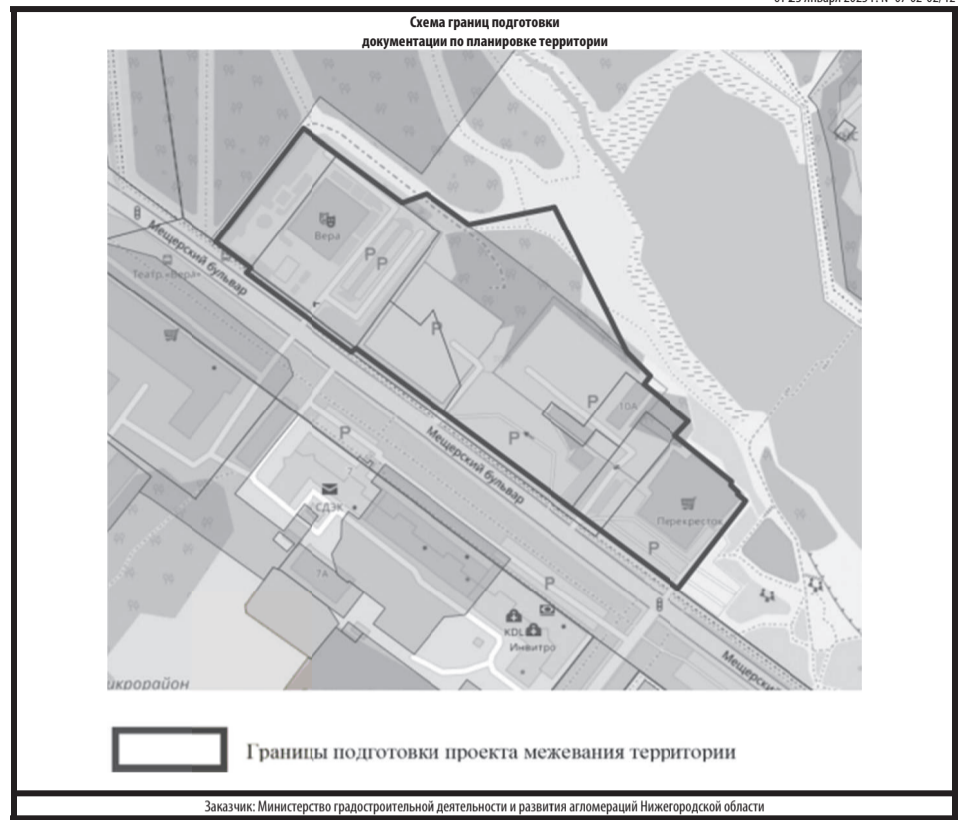 Схема границ подготовки
документации по планировке территории
Вера
P
P
Мещерский бульвар
Театр «Вера»
P
10А
P
P
P
Мещерский бульвар
СДЭК
Перекресток
P
7А
P
KDL
Инвитро
Мещерски
икрорайон
Границы подготовки проекта межевания территории
Заказчик: Министерство градостроительной деятельности и развития агломераций Нижегородской области